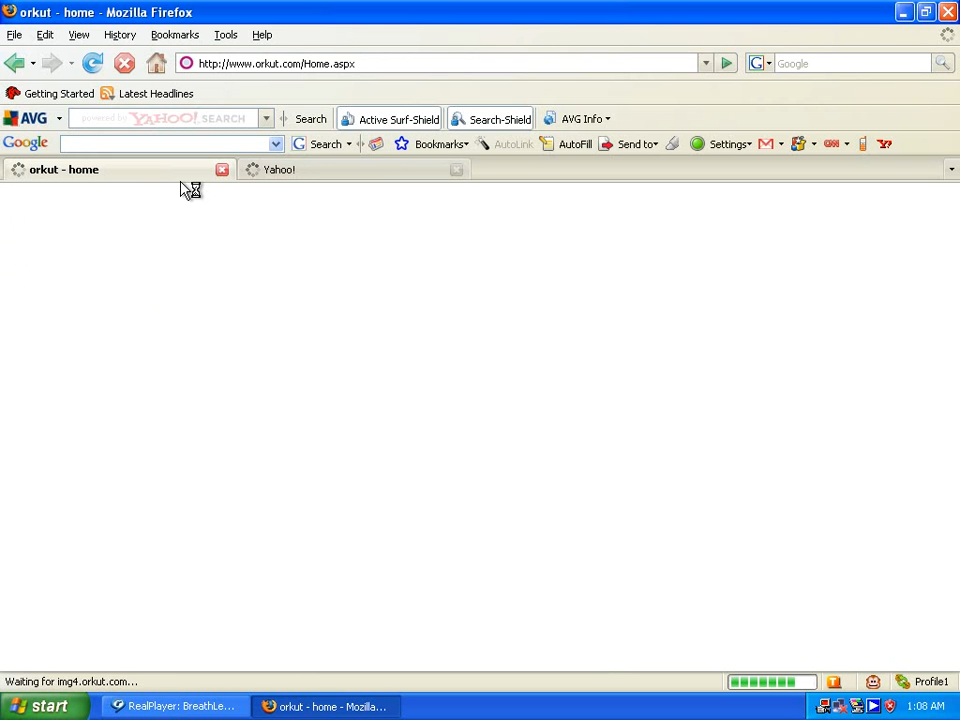 orkut - home - Mozilla Firefox
File Edit View History Bookmarks Tools Help
http://www.orkut.com/Home.aspx G Google
Getting Started Latest Headlines
AVG powered by YAHOO! SEARCH Search Active Surf-Shield Search-Shield AVG Info
Google G Search Bookmarks AutoLink AutoFill Send to Settings
orkut - home Yahoo!
Waiting for img4.orkut.com... Profile1
start RealPlayer: BreathLe... orkut - home - Mozilla... 1:08 AM